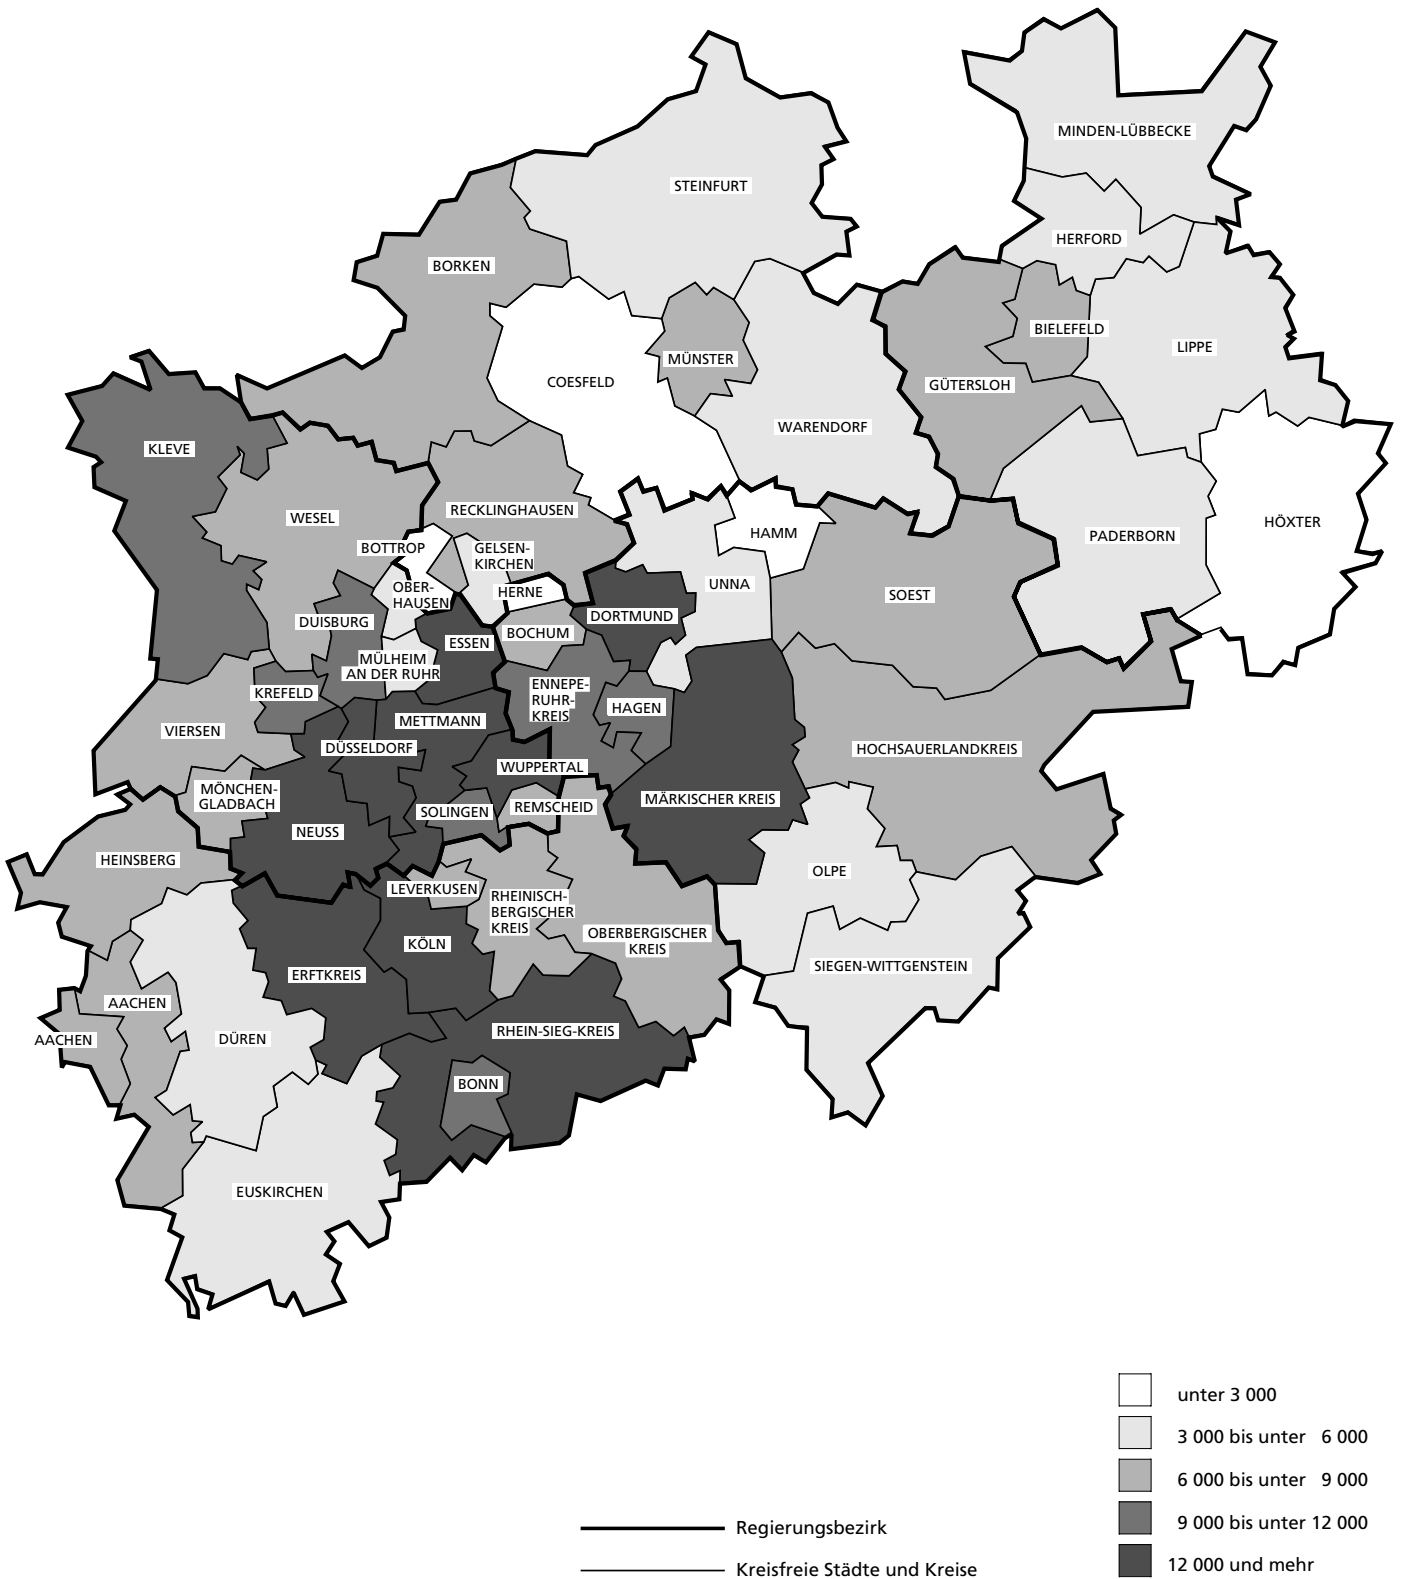 MINDEN-LÜBBECKE
STEINFURT
HERFORD
BORKEN
BIELEFELD
LIPPE
MÜNSTER
COESFELD
GÜTERSLOH
WARENDORF
KLEVE
RECKLINGHAUSEN
WESEL
HÖXTER
HAMM
PADERBORN
BOTTROP
GELSEN-
KIRCHEN
UNNA
OBER-
HAUSEN
HERNE
SOEST
DORTMUND
DUISBURG
BOCHUM
ESSEN
MÜLHEIM
AN DER RUHR
KREFELD
ENNEPE-
RUHR-
KREIS
HAGEN
METTMANN
VIERSEN
DÜSSELDORF
HOCHSAUERLANDKREIS
WUPPERTAL
MÖNCHEN-
GLADBACH
MÄRKISCHER KREIS
REMSCHEID
SOLINGEN
NEUSS
HEINSBERG
OLPE
LEVERKUSEN
RHEINISCH-
BERGISCHER
KREIS
OBERBERGISCHER
KREIS
KÖLN
SIEGEN-WITTGENSTEIN
ERFTKREIS
AACHEN
RHEIN-SIEG-KREIS
AACHEN
DÜREN
BONN
EUSKIRCHEN
unter 3 000
3 000 bis unter 6 000
6 000 bis unter 9 000
9 000 bis unter 12 000
12 000 und mehr
Regierungsbezirk
Kreisfreie Städte und Kreise